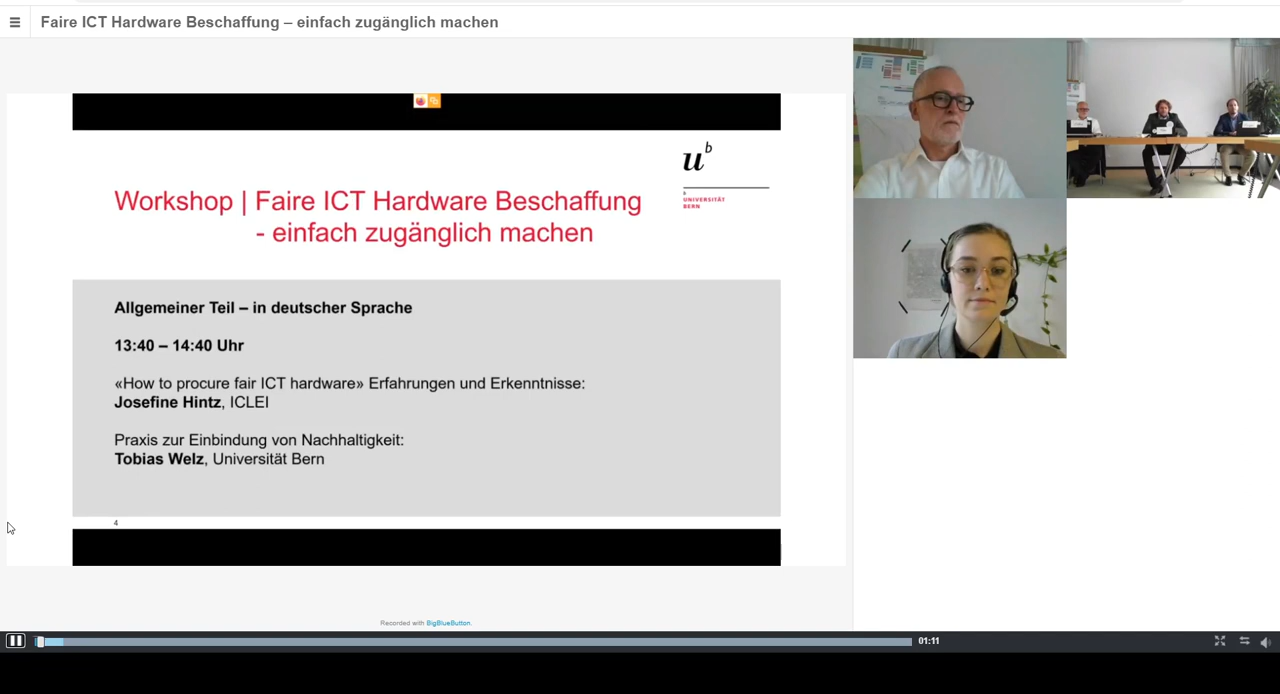 Faire ICT Hardware Beschaffung – einfach zugänglich machen
u^b
b
UNIVERSITÄT
BERN
Workshop | Faire ICT Hardware Beschaffung
- einfach zugänglich machen
Allgemeiner Teil – in deutscher Sprache
13:40 – 14:40 Uhr
«How to procure fair ICT hardware» Erfahrungen und Erkenntnisse:
Josefine Hintz, ICLEI
Praxis zur Einbindung von Nachhaltigkeit:
Tobias Welz, Universität Bern
4
Recorded with BigBlueButton.
01:11